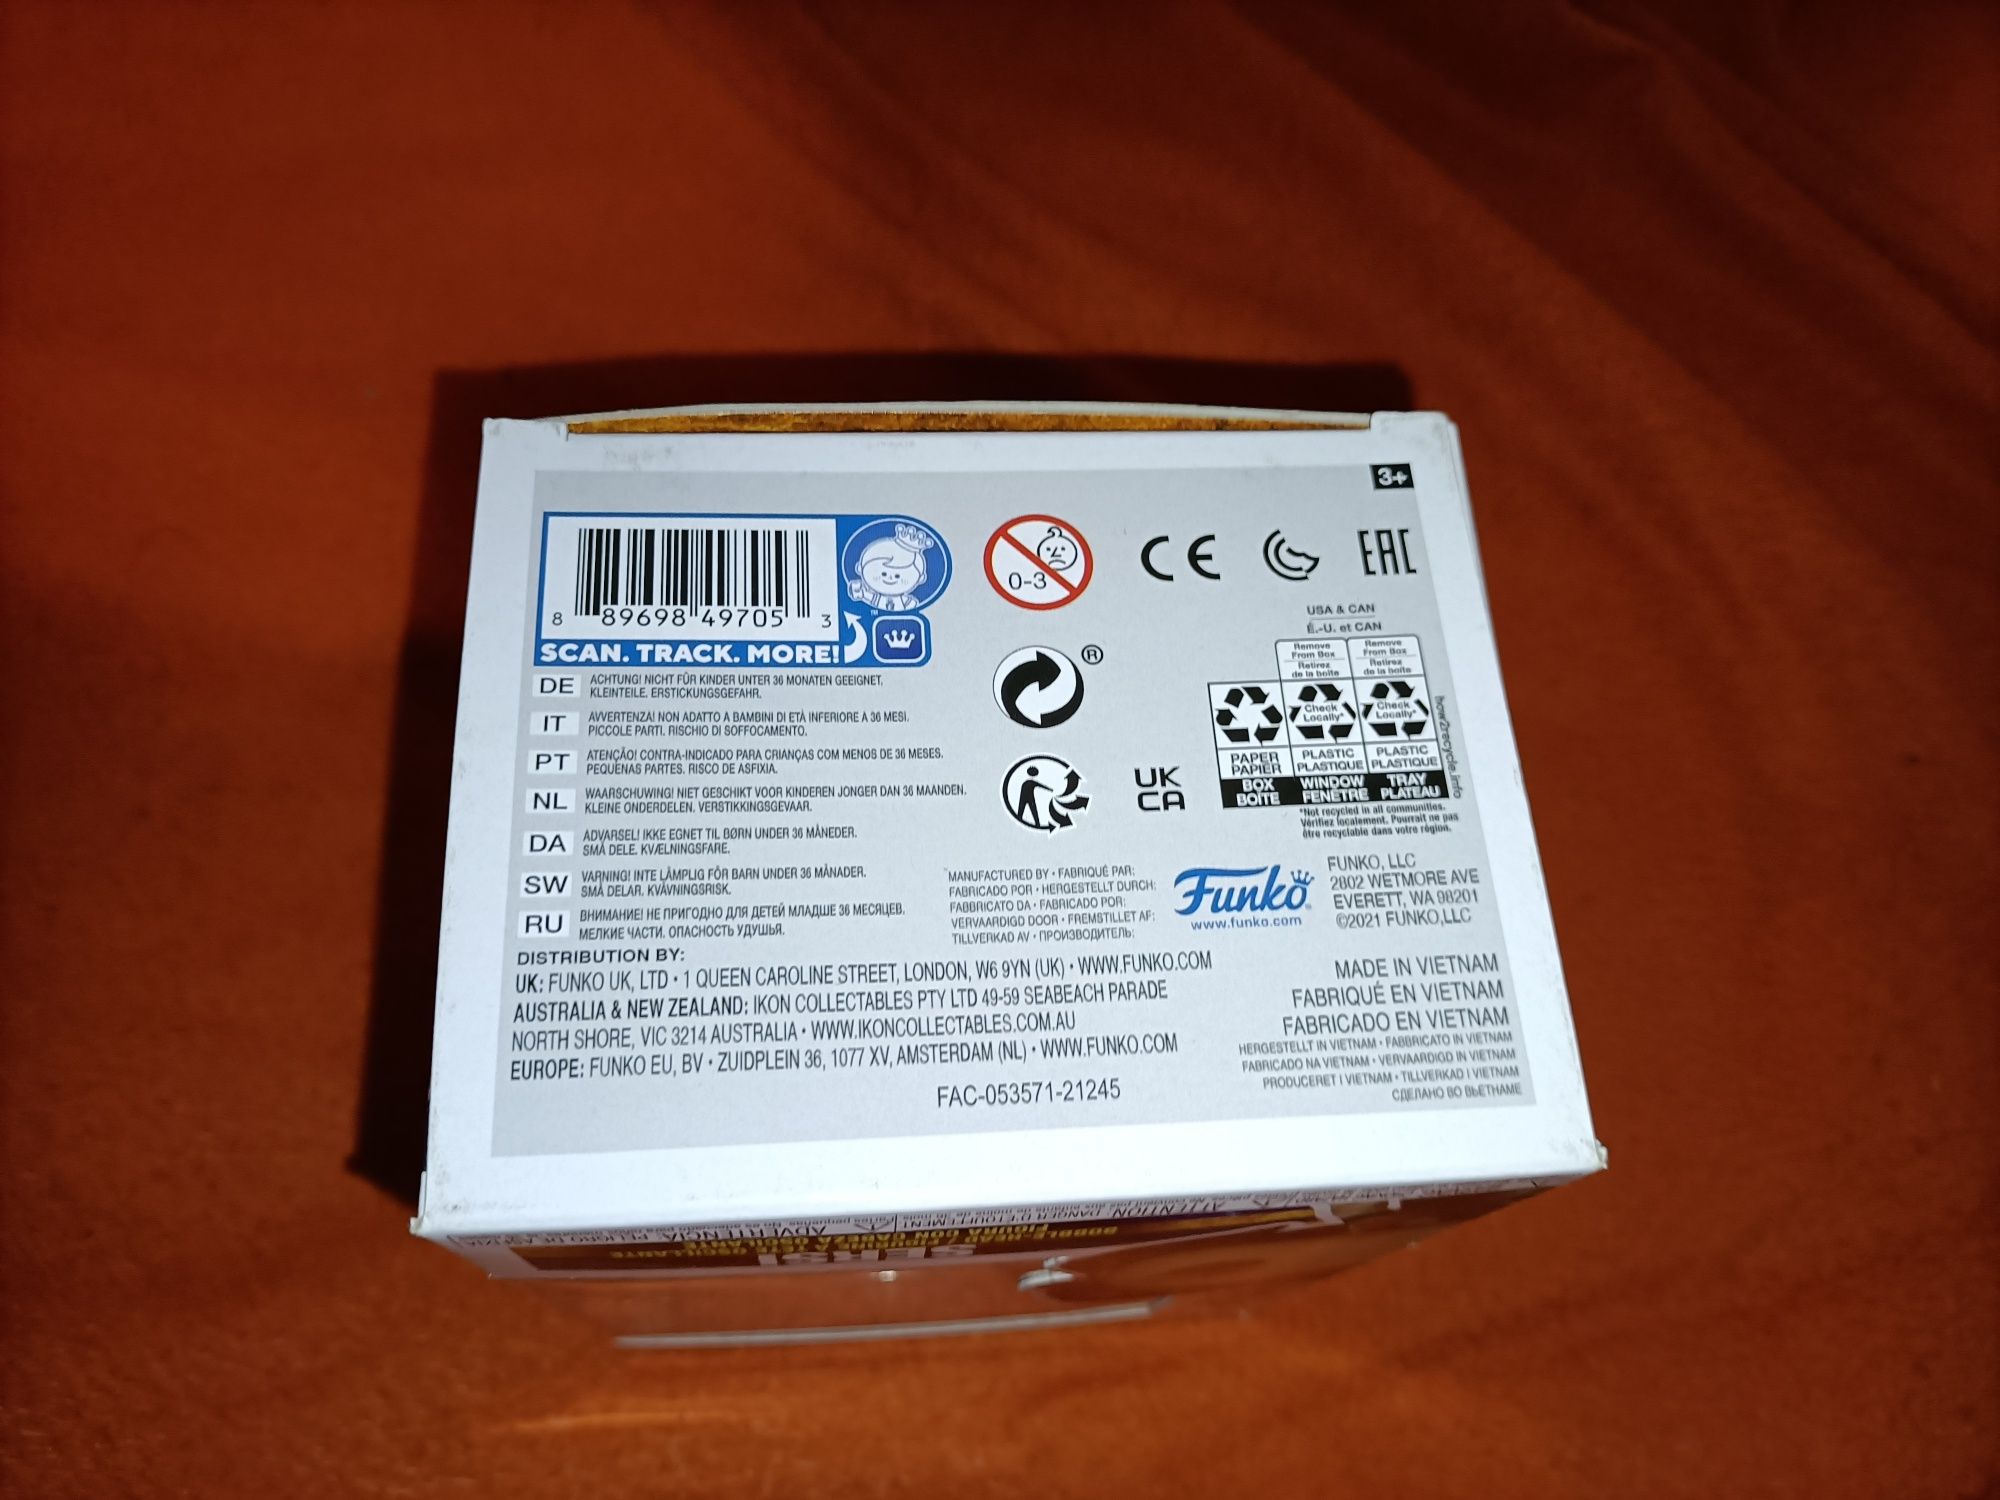 3+
8 89698 49705 3
SCAN. TRACK. MORE!
TM
0-3
CE
EAC
USA & CAN
É.-U. et CAN
Remove From Box
Retirez de la boîte
Remove From Box
Retirez de la boîte
Check Locally*
Check Locally*
PAPER PAPIER
PLASTIC PLASTIQUE
PLASTIC PLASTIQUE
BOX BOÎTE
WINDOW FENÊTRE
TRAY PLATEAU
how2recycle.info
*Not recycled in all communities.
Vérifiez localement. Pourrait ne pas
être recyclable dans votre région.
®
UK
CA
DE ACHTUNG! NICHT FÜR KINDER UNTER 36 MONATEN GEEIGNET.
KLEINTEILE. ERSTICKUNGSGEFAHR.
IT AVVERTENZA! NON ADATTO A BAMBINI DI ETÀ INFERIORE A 36 MESI.
PICCOLE PARTI. RISCHIO DI SOFFOCAMENTO.
PT ATENÇÃO! CONTRA-INDICADO PARA CRIANÇAS COM MENOS DE 36 MESES.
PEQUENAS PARTES. RISCO DE ASFIXIA.
NL WAARSCHUWING! NIET GESCHIKT VOOR KINDEREN JONGER DAN 36 MAANDEN.
KLEINE ONDERDELEN. VERSTIKKINGSGEVAAR.
DA ADVARSEL! IKKE EGNET TIL BØRN UNDER 36 MÅNEDER.
SMÅ DELE. KVÆLNINGSFARE.
SW VARNING! INTE LÄMPLIG FÖR BARN UNDER 36 MÅNADER.
SMÅ DELAR. KVÄVNINGSRISK.
RU ВНИМАНИЕ! НЕ ПРИГОДНО ДЛЯ ДЕТЕЙ МЛАДШЕ 36 МЕСЯЦЕВ.
МЕЛКИЕ ЧАСТИ. ОПАСНОСТЬ УДУШЬЯ.
MANUFACTURED BY • FABRIQUÉ PAR:
FABRICADO POR • HERGESTELLT DURCH:
FABBRICATO DA • FABRICADO POR:
VERVAARDIGD DOOR • FREMSTILLET AF:
TILLVERKAD AV • ПРОИЗВОДИТЕЛЬ:
Funko
www.funko.com
FUNKO, LLC
2802 WETMORE AVE
EVERETT, WA 98201
©2021 FUNKO,LLC
DISTRIBUTION BY:
UK: FUNKO UK, LTD • 1 QUEEN CAROLINE STREET, LONDON, W6 9YN (UK) • WWW.FUNKO.COM
AUSTRALIA & NEW ZEALAND: IKON COLLECTABLES PTY LTD 49-59 SEABEACH PARADE
NORTH SHORE, VIC 3214 AUSTRALIA • WWW.IKONCOLLECTABLES.COM.AU
EUROPE: FUNKO EU, BV • ZUIDPLEIN 36, 1077 XV, AMSTERDAM (NL) • WWW.FUNKO.COM
FAC-053571-21245
MADE IN VIETNAM
FABRIQUÉ EN VIETNAM
FABRICADO EN VIETNAM
HERGESTELLT IN VIETNAM • FABBRICATO IN VIETNAM
FABRICADO NA VIETNAM • VERVAARDIGD IN VIETNAM
PRODUCERET I VIETNAM • TILLVERKAD I VIETNAM
СДЕЛАНО ВО ВЬЕТНАМЕ
ATTENTION: DANGER D'ÉTOUFFEMENT
ADVERTENCIA: PELIGRO DE ASFIXIA
FIGURA CON CABEZA OSCILANTE